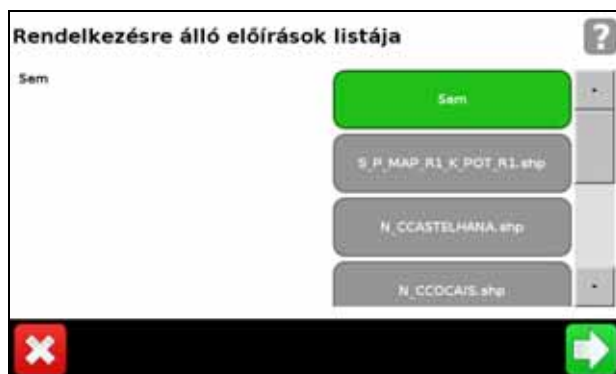 Rendelkezésre álló előírások listája
?
Sem
Sem
S_P_MAP_R1_K_POT_R1.shp
N_CCASTELHANA.shp
N_CCOCAIS.shp